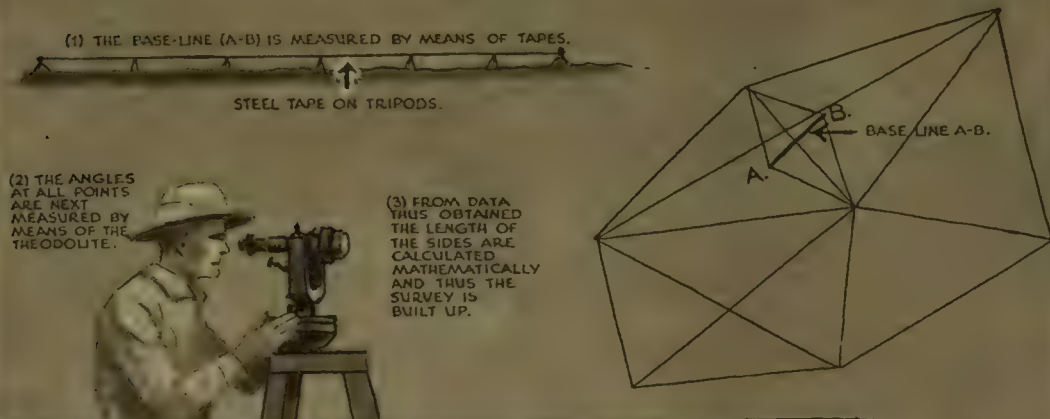 (1) THE BASE-LINE (A-B) IS MEASURED BY MEANS OF TAPES.
STEEL TAPE ON TRIPODS.
(2) THE ANGLES
AT ALL POINTS
ARE NEXT
MEASURED BY
MEANS OF THE
THEODOLITE.
(3) FROM DATA
THUS OBTAINED
THE LENGTH OF
THE SIDES ARE
CALCULATED
MATHEMATICALLY
AND THUS THE
SURVEY IS
BUILT UP.
B.
BASE LINE A-B.
A.